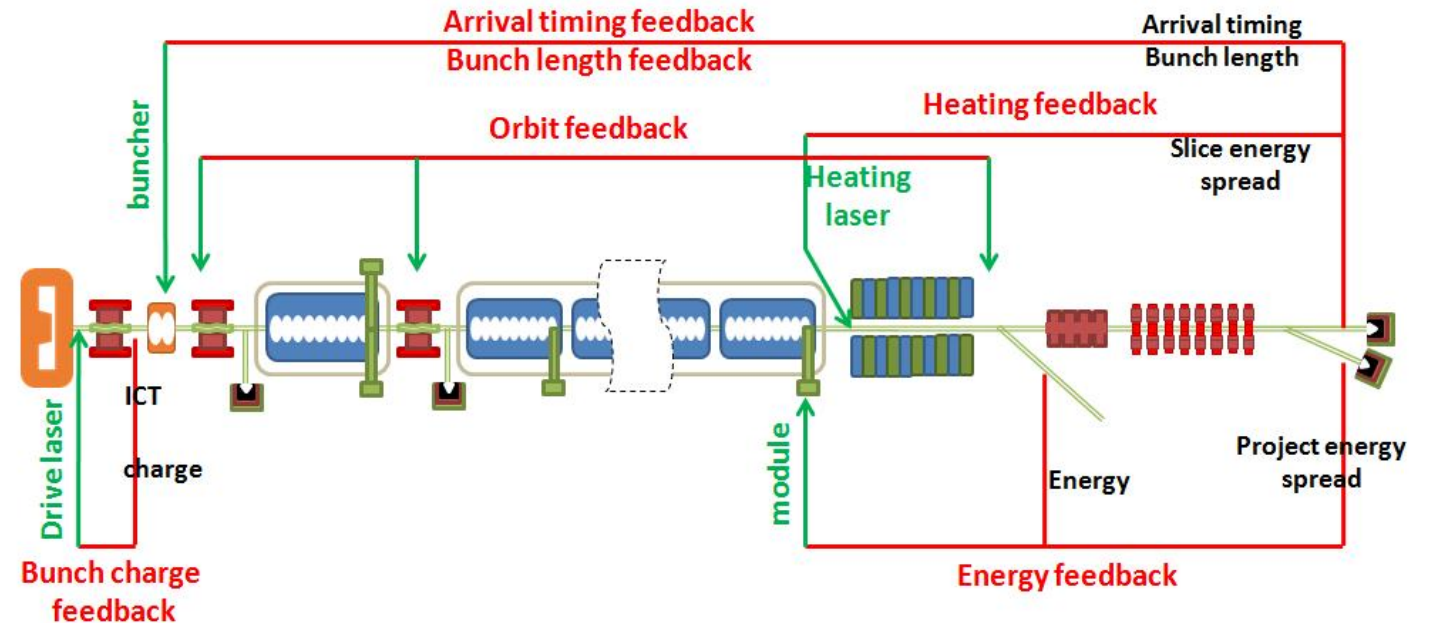 Arrival timing feedback
Bunch length feedback
Arrival timing
Bunch length
Heating feedback
Orbit feedback
buncher
Slice energy
spread
Heating
laser
ICT
charge
Drive laser
Bunch charge
feedback
module
Energy
Project energy
spread
Energy feedback